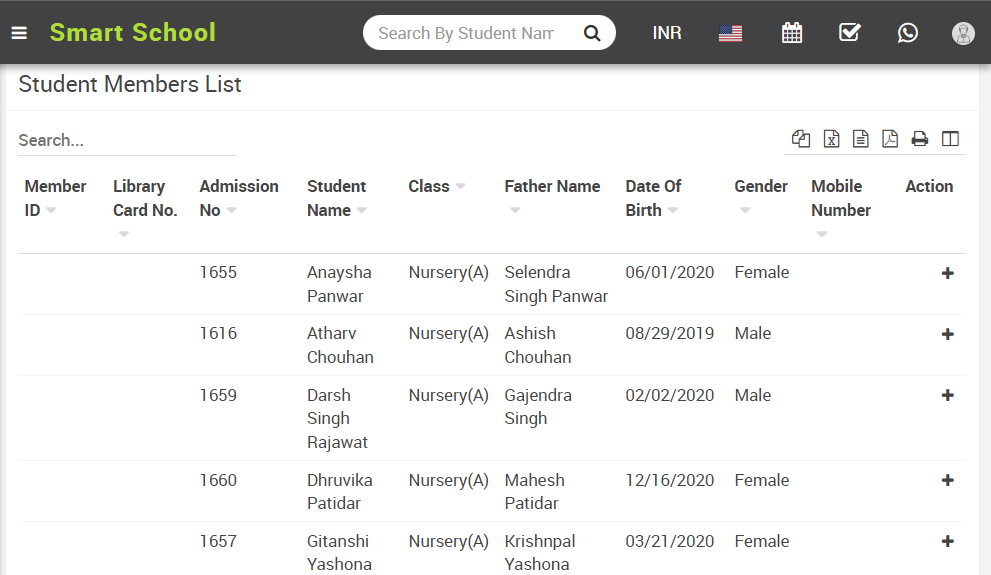 Smart School
Search By Student Nam
INR
Student Members List
Search...
Member ID
Library Card No.
Admission No
Student Name
Class
Father Name
Date Of Birth
Gender
Mobile Number
Action
1655 Anaysha Panwar Nursery(A) Selendra Singh Panwar 06/01/2020 Female
1616 Atharv Chouhan Nursery(A) Ashish Chouhan 08/29/2019 Male
1659 Darsh Singh Rajawat Nursery(A) Gajendra Singh 02/02/2020 Male
1660 Dhruvika Patidar Nursery(A) Mahesh Patidar 12/16/2020 Female
1657 Gitanshi Yashona Nursery(A) Krishnpal Yashona 03/21/2020 Female